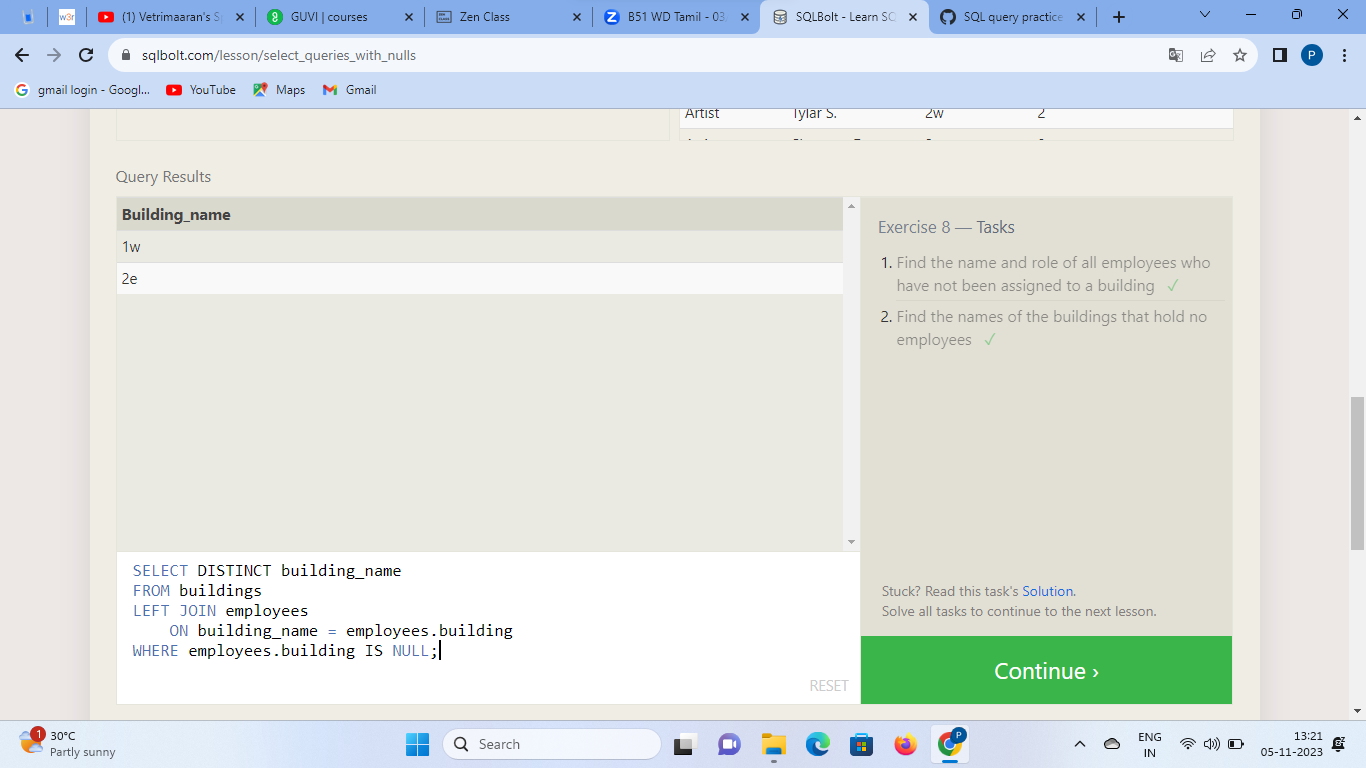 (1) Vetrimaaran's S
GUVI | courses
Zen Class
B51 WD Tamil - 03
SQLBolt - Learn SQ
SQL query practice
sqlbolt.com/lesson/select_queries_with_nulls
P
gmail login - Googl...
YouTube
Maps
Gmail
Artist Tylar S. 2w 2
Query Results
Building_name
1w
2e
Exercise 8 — Tasks
1. Find the name and role of all employees who
have not been assigned to a building ✓
2. Find the names of the buildings that hold no
employees ✓
SELECT DISTINCT building_name
FROM buildings
LEFT JOIN employees
ON building_name = employees.building
WHERE employees.building IS NULL;
RESET
Stuck? Read this task's Solution.
Solve all tasks to continue to the next lesson.
Continue ›
1
30°C
Partly sunny
Search
P
ENG
IN
13:21
05-11-2023